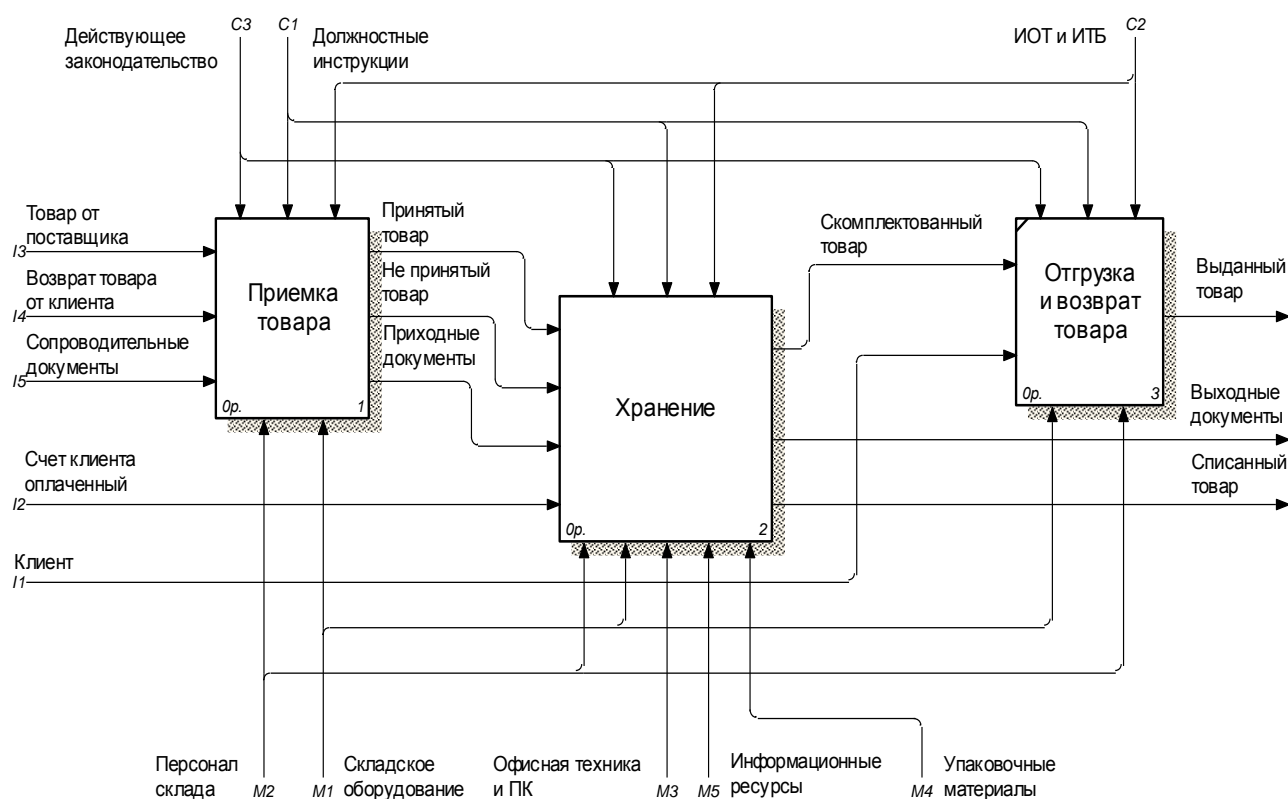 C3
C1
C2
Действующее
законодательство
Должностные
инструкции
ИОТ и ИТБ
Товар от
поставщика
I3
Возврат товара
от клиента
I4
Сопроводительные
документы
I5
Приемка
товара
0р.
1
Принятый
товар
Не принятый
товар
Приходные
документы
Счет клиента
оплаченный
I2
Клиент
I1
Хранение
0р.
2
Скомплектованный
товар
Отгрузка
и возврат
товара
0р.
3
Выданный
товар
Выходные
документы
Списанный
товар
Персонал
склада
M2
M1
Складское
оборудование
Офисная техника
и ПК
M3
M5
Информационные
ресурсы
M4
Упаковочные
материалы